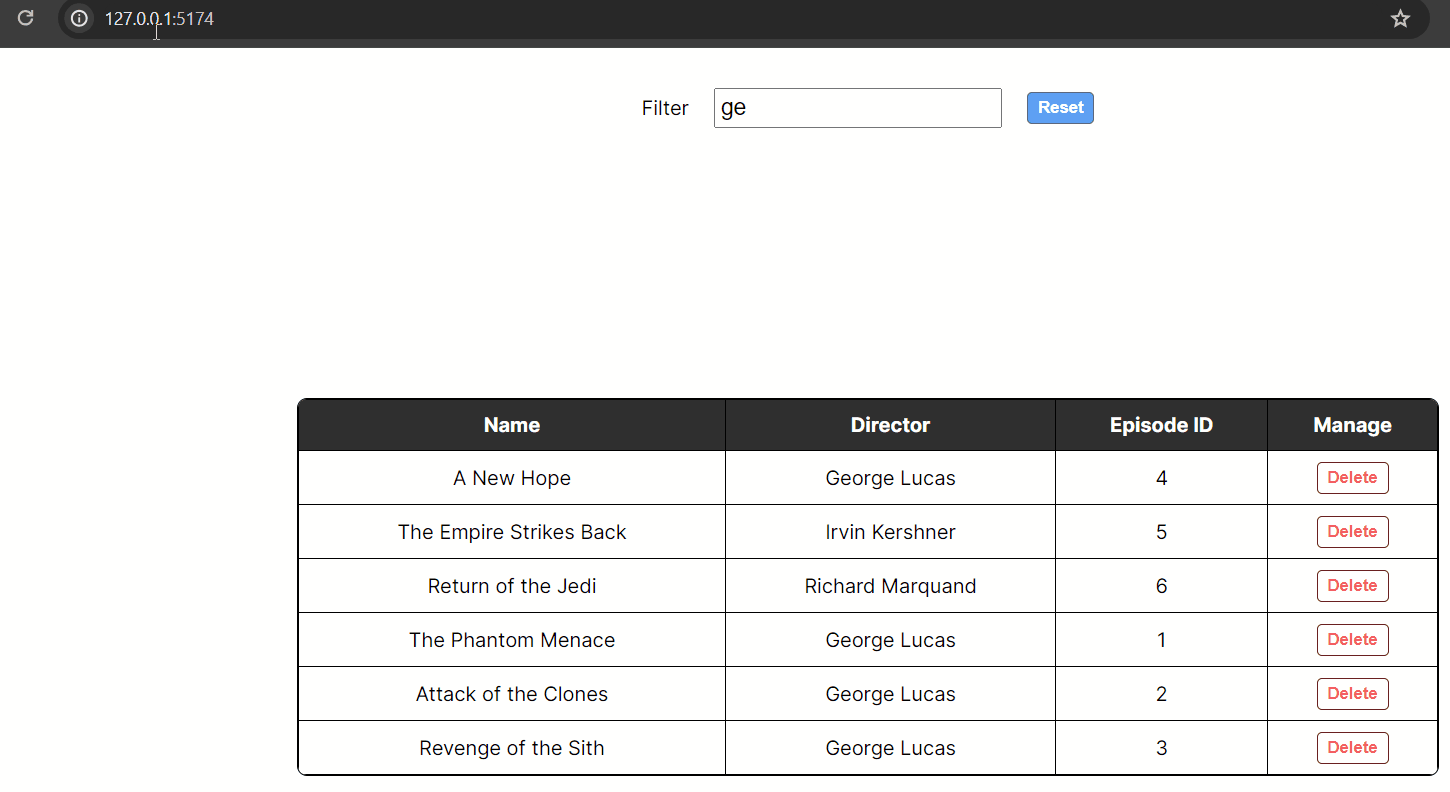 127.0.0.1:5174
Filter ge Reset
Name Director Episode ID Manage
A New Hope George Lucas 4 Delete
The Empire Strikes Back Irvin Kershner 5 Delete
Return of the Jedi Richard Marquand 6 Delete
The Phantom Menace George Lucas 1 Delete
Attack of the Clones George Lucas 2 Delete
Revenge of the Sith George Lucas 3 Delete